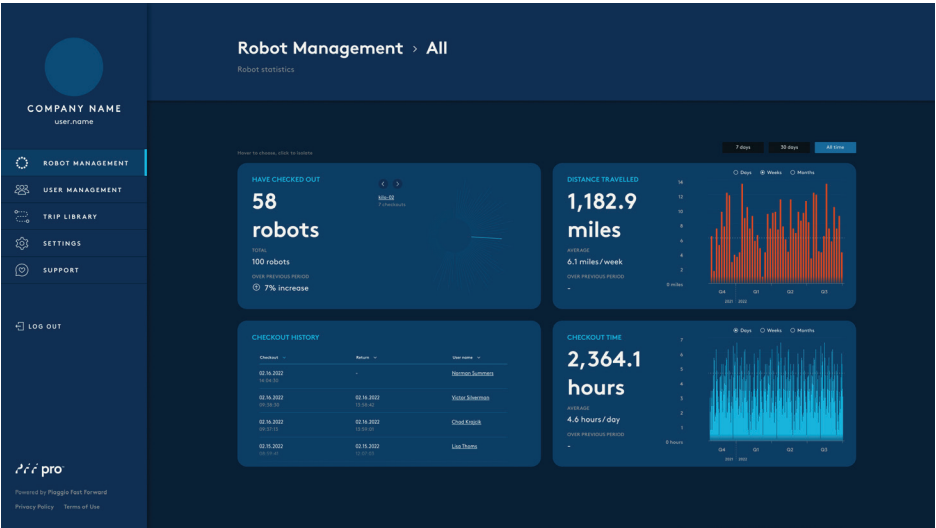 COMPANY NAME
user.name
ROBOT MANAGEMENT
USER MANAGEMENT
TRIP LIBRARY
SETTINGS
SUPPORT
LOG OUT
pro
Powered by Piaggio Fast Forward
Privacy Policy Terms of Use
Robot Management > All
Robot statistics
Hover to choose, click to isolate
7 days 30 days All time
HAVE CHECKED OUT
58
robots
TOTAL
100 robots
OVER PREVIOUS PERIOD
7% increase
kilo-02
7 checkouts
DISTANCE TRAVELLED
1,182.9
miles
AVERAGE
6.1 miles/week
OVER PREVIOUS PERIOD
-
Days Weeks Months
14
12
10
8
6
4
2
0 miles
Q4 Q1 Q2 Q3
2021 2022
CHECKOUT HISTORY
Checkout Return User name
02.16.2022 - Norman Summers
02.16.2022 02.16.2022 Victor Silverman
02.16.2022 02.16.2022 Chad Krajcik
02.15.2022 02.15.2022 Lisa Thoms
CHECKOUT TIME
2,364.1
hours
AVERAGE
4.6 hours/day
OVER PREVIOUS PERIOD
-
Days Weeks Months
7
6
5
4
3
2
1
0 hours
Q4 Q1 Q2 Q3
2021 2022